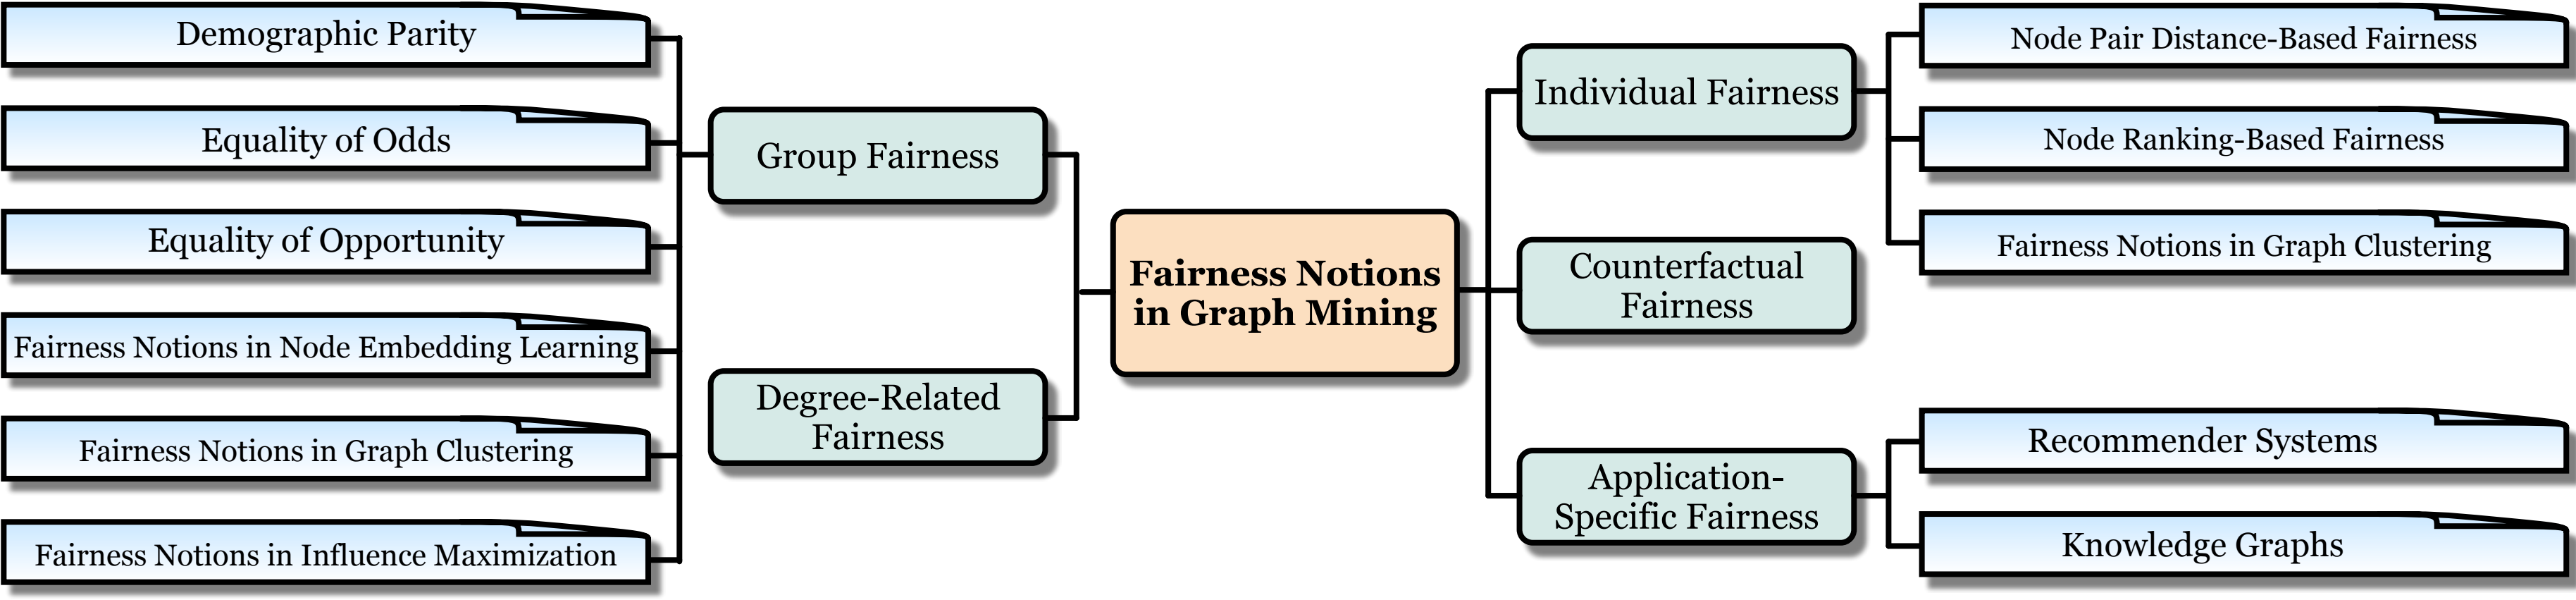 Demographic Parity
Equality of Odds
Equality of Opportunity
Fairness Notions in Node Embedding Learning
Fairness Notions in Graph Clustering
Fairness Notions in Influence Maximization
Group Fairness
Degree-Related
Fairness
Fairness Notions
in Graph Mining
Individual Fairness
Counterfactual
Fairness
Application-
Specific Fairness
Node Pair Distance-Based Fairness
Node Ranking-Based Fairness
Fairness Notions in Graph Clustering
Recommender Systems
Knowledge Graphs